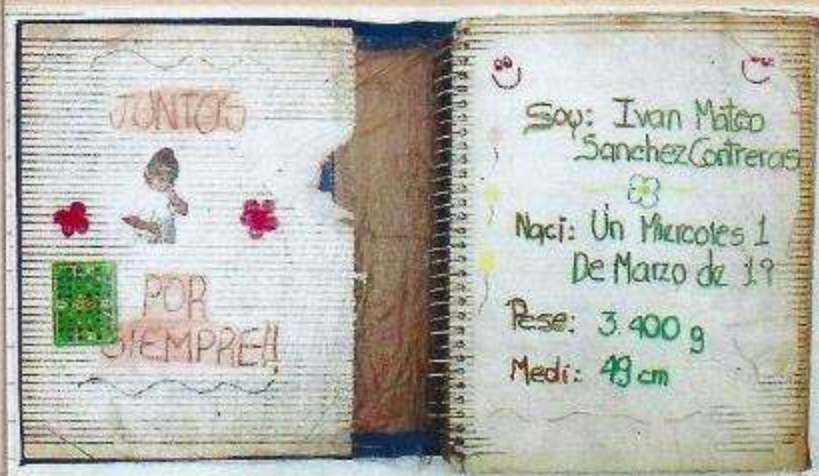 JUNTOS
POR
SIEMPRE!!
Soy: Ivan Mateo
Sanchez Contreras
Naci: Un Miercoles 1
De Marzo de 19
Pese: 3.400 g
Medi: 49 cm